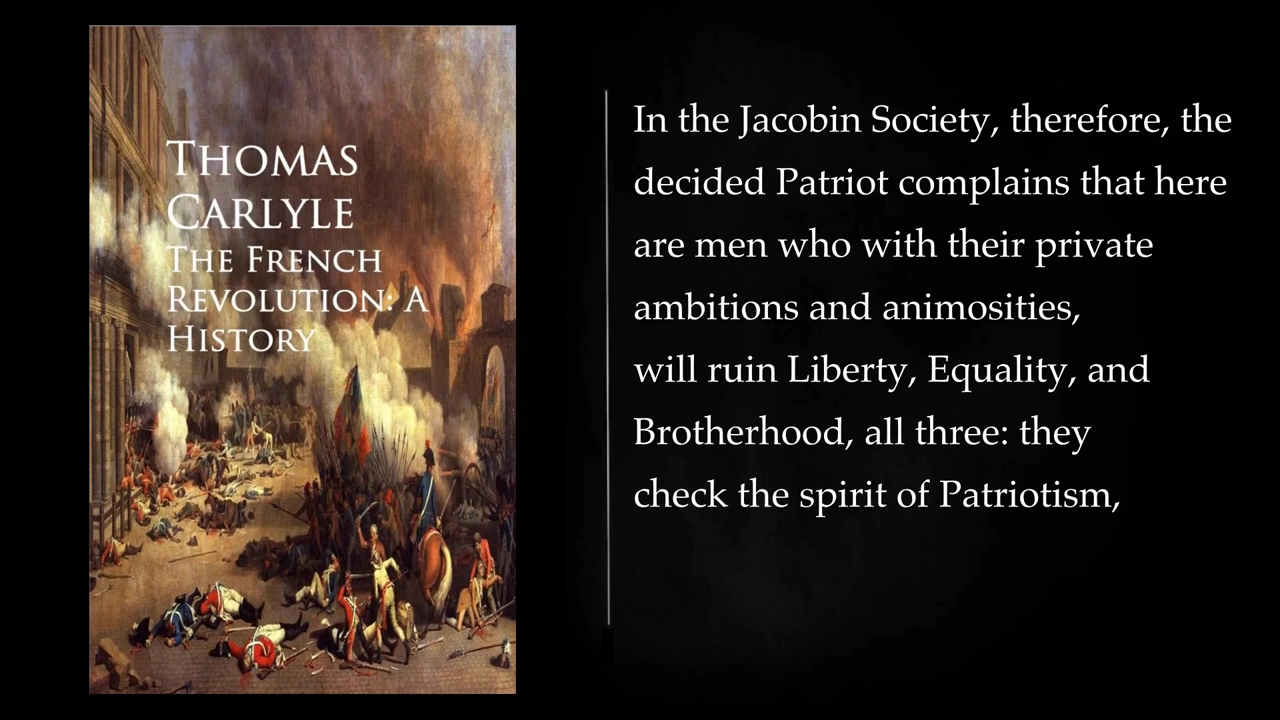 THOMAS
CARLYLE
THE FRENCH
REVOLUTION: A
HISTORY
In the Jacobin Society, therefore, the
decided Patriot complains that here
are men who with their private
ambitions and animosities,
will ruin Liberty, Equality, and
Brotherhood, all three: they
check the spirit of Patriotism,